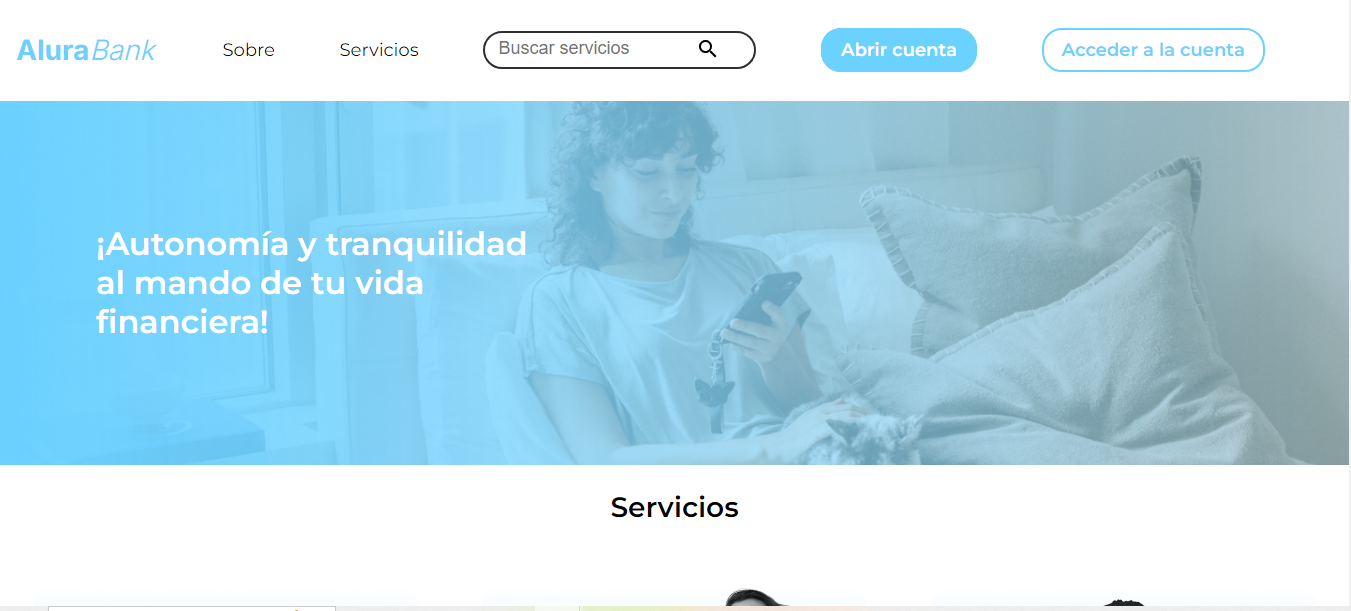 AluraBank
Sobre
Servicios
Buscar servicios
Abrir cuenta
Acceder a la cuenta
¡Autonomía y tranquilidad
al mando de tu vida
financiera!
Servicios